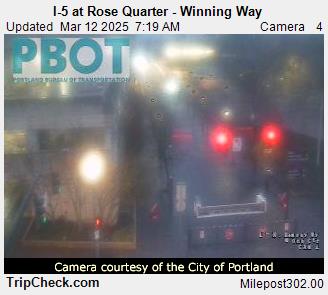 I-5 at Rose Quarter - Winning Way
Updated Mar 12 2025 7:19 AM Camera 4
PBOT
PORTLAND BUREAU OF TRANSPORTATION
Camera courtesy of the City of Portland
TripCheck.com Milepost302.00